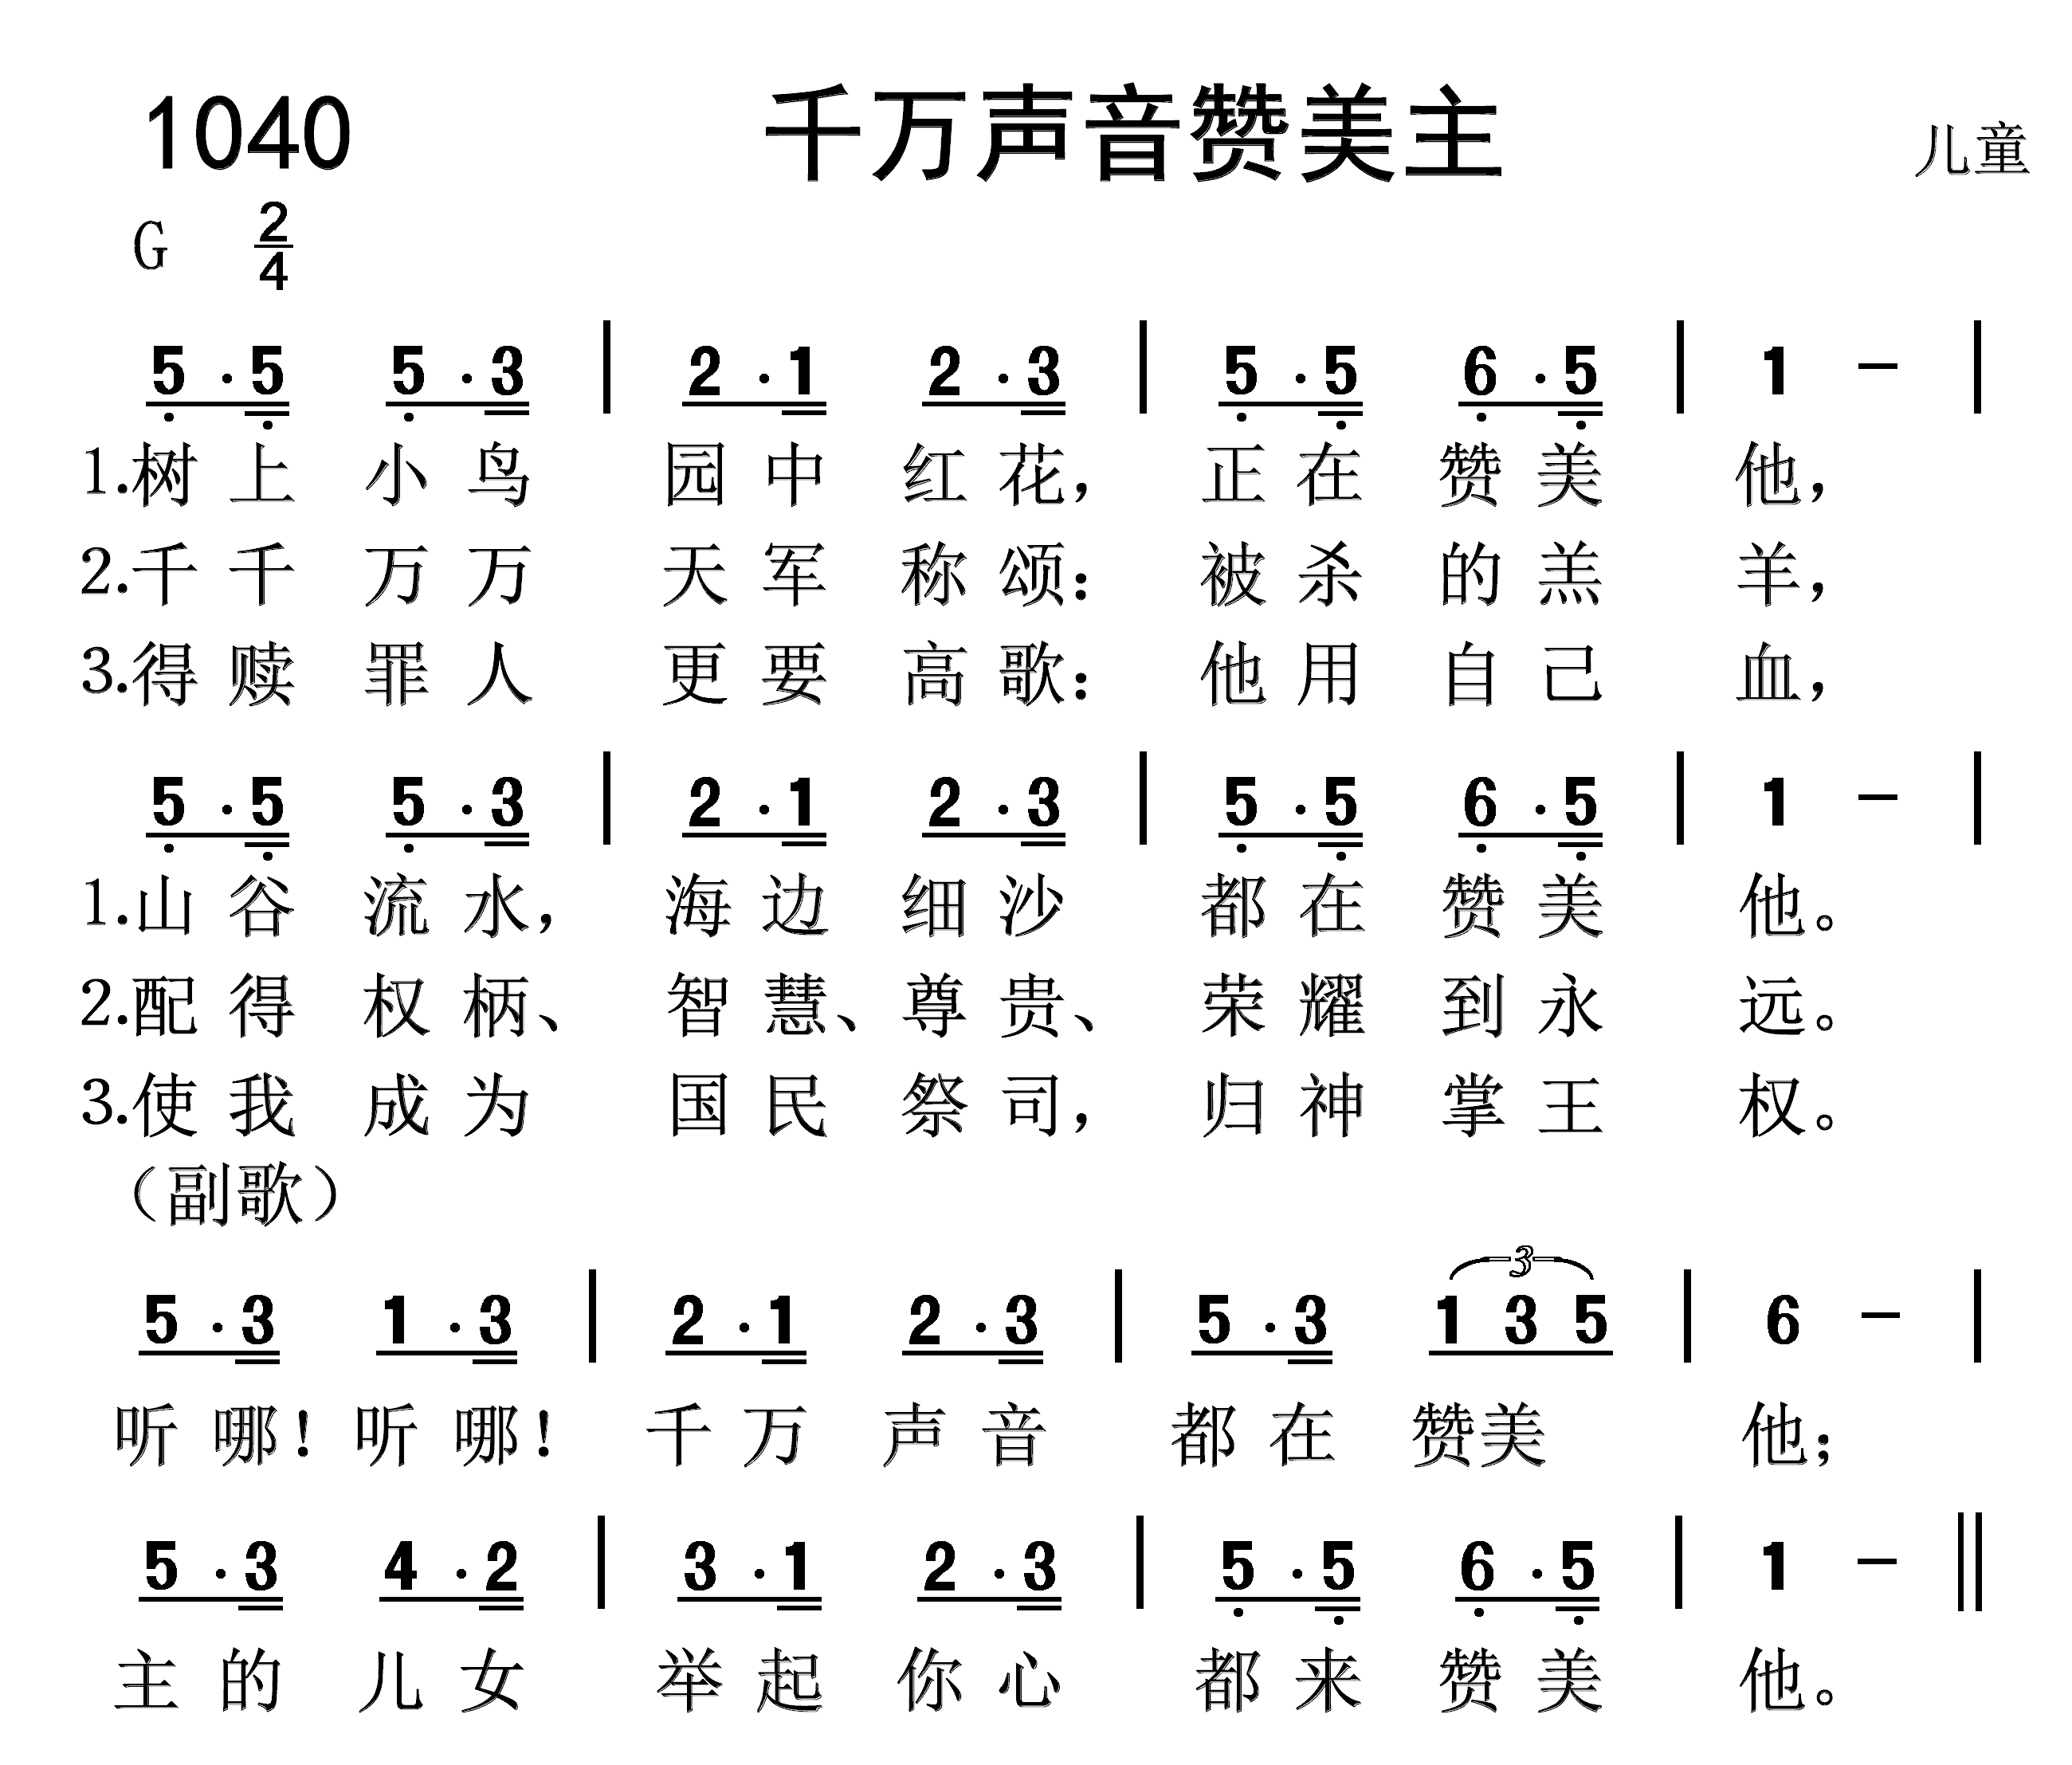 1040 千万声音赞美主 儿童
G 2/4
5·5 5·3 | 2·1 2·3 | 5·5 6·5 | 1 － |
1.树上小鸟 园中红花，正在赞美 他，
2.千千万万 天军称颂：被杀的羔 羊，
3.得赎罪人 更要高歌：他用自己 血，
5·5 5·3 | 2·1 2·3 | 5·5 6·5 | 1 － |
1.山谷流水，海边细沙 都在赞美 他。
2.配得权柄、智慧、尊贵、荣耀到永 远。
3.使我成为 国民祭司，归神掌王 权。
（副歌）
3
5·3 1·3 | 2·1 2·3 | 5·3 1 3 5 | 6 － |
听哪！听哪！千万声音 都在赞美 他；
5·3 4·2 | 3·1 2·3 | 5·5 6·5 | 1 － ‖
主的儿女 举起你心 都来赞美 他。